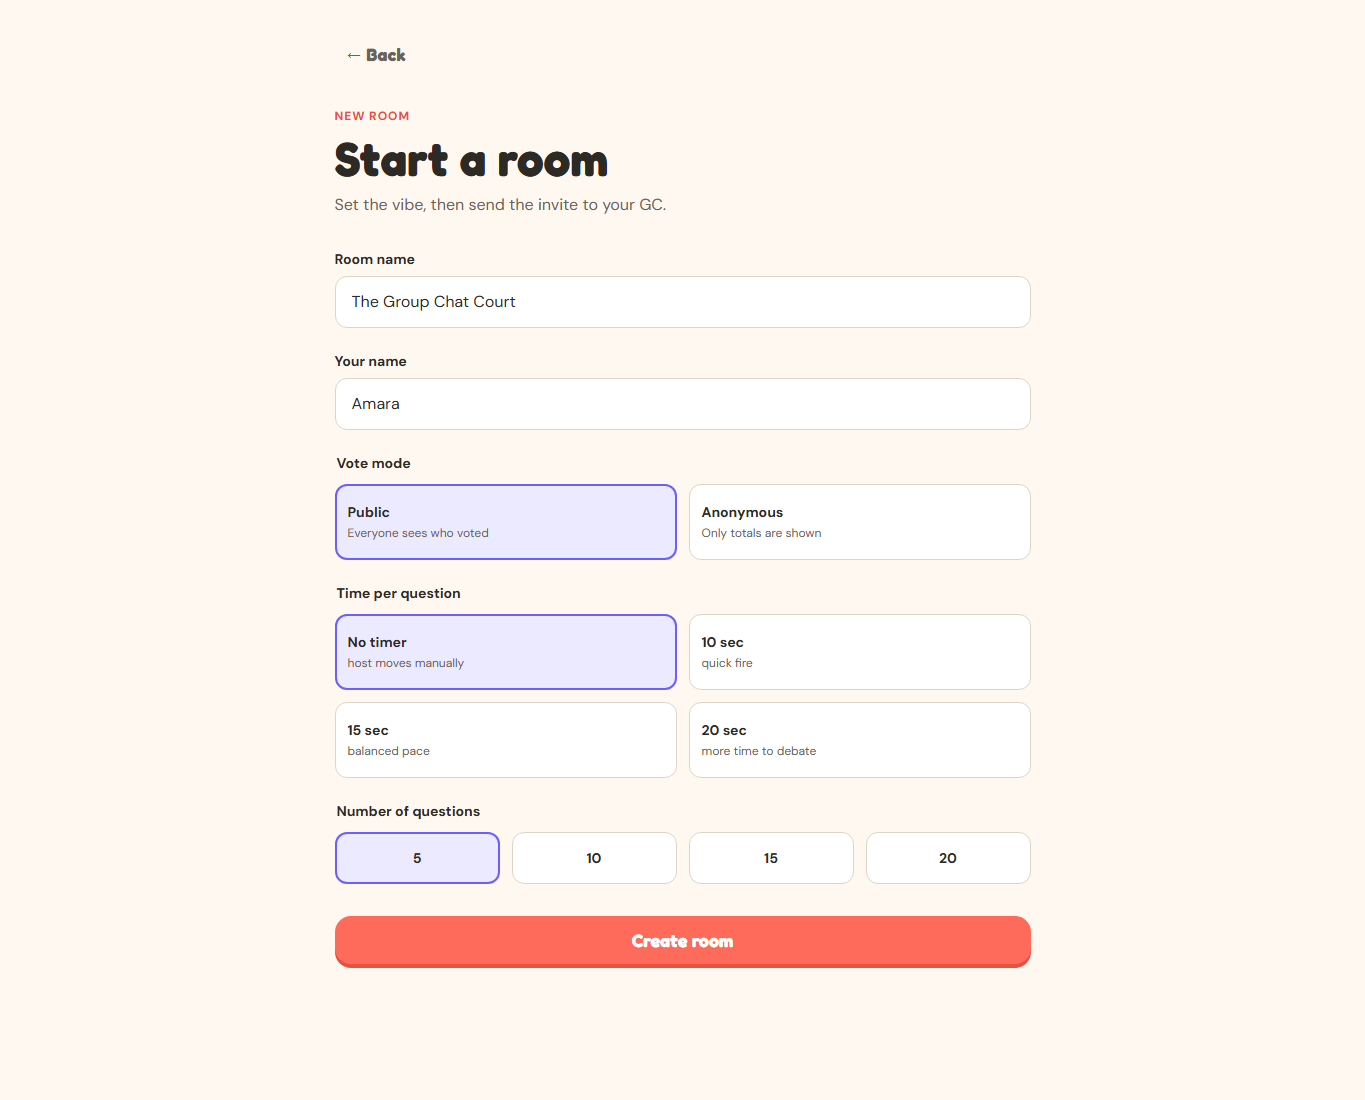 ← Back
NEW ROOM
Start a room
Set the vibe, then send the invite to your GC.
Room name
The Group Chat Court
Your name
Amara
Vote mode
Public
Everyone sees who voted
Anonymous
Only totals are shown
Time per question
No timer
host moves manually
10 sec
quick fire
15 sec
balanced pace
20 sec
more time to debate
Number of questions
5
10
15
20
Create room